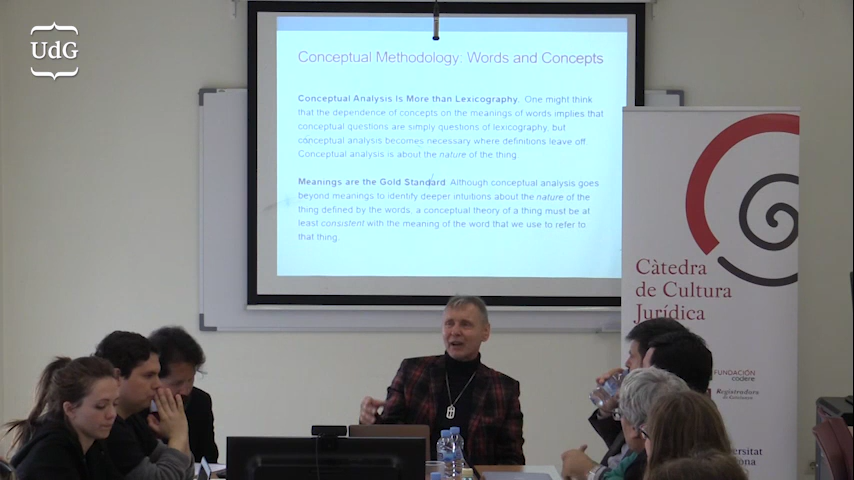 UdG
Conceptual Methodology: Words and Concepts
Conceptual Analysis Is More than Lexicography. One might think
that the dependence of concepts on the meanings of words implies that
conceptual questions are simply questions of lexicography, but
conceptual analysis becomes necessary where definitions leave off.
Conceptual analysis is about the nature of the thing.
Meanings are the Gold Standard Although conceptual analysis goes
beyond meanings to identify deeper intuitions about the nature of the
thing defined by the words, a conceptual theory of a thing must be at
least consistent with the meaning of the word that we use to refer to
that thing.
Càtedra
de Cultura
Jurídica
FUNDACIÓN
codere
Registradors
de Catalunya